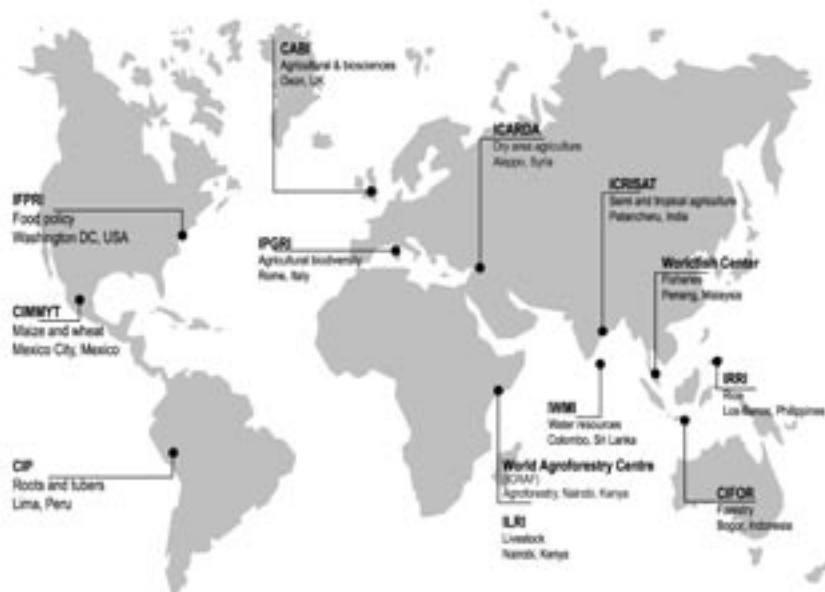 CABI
Agricultural & biosciences
Oxon, UK
ICARDA
Dry area agriculture
Aleppo, Syria
ICRISAT
Semi arid tropical agriculture
Patancheru, India
IFPRI
Food policy
Washington DC, USA
IPGRI
Agricultural biodiversity
Rome, Italy
Worldfish Center
Fisheries
Penang, Malaysia
CIMMYT
Maize and wheat
Mexico City, Mexico
IRRI
Rice
Los Banos, Philippines
IWMI
Water resources
Colombo, Sri Lanka
CIP
Roots and tubers
Lima, Peru
World Agroforestry Centre
(ICRAF)
Agroforestry, Nairobi, Kenya
CIFOR
Forestry
Bogor, Indonesia
ILRI
Livestock
Nairobi, Kenya